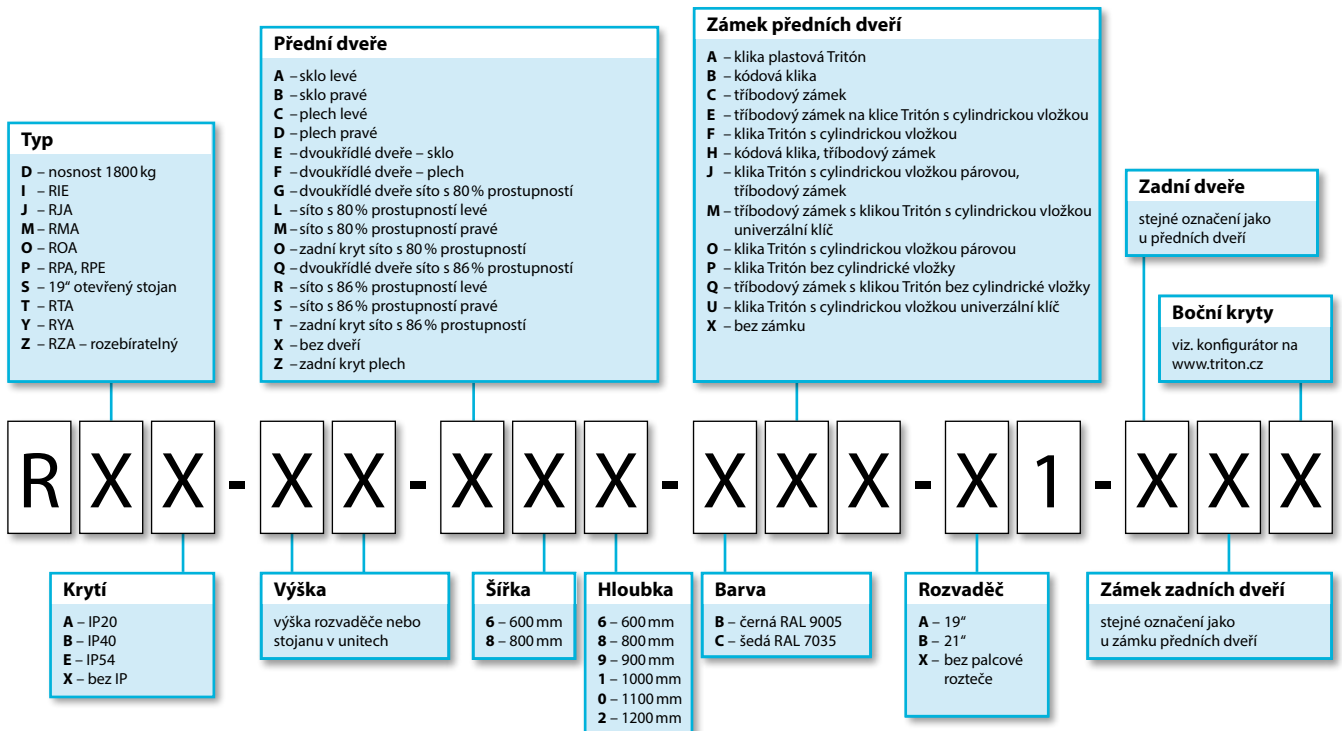 Typ
D – nosnost 1800 kg
I – RIE
J – RJA
M – RMA
O – ROA
P – RPA, RPE
S – 19“ otevřený stojan
T – RTA
Y – RYA
Z – RZA – rozebíratelný
Přední dveře
A – sklo levé
B – sklo pravé
C – plech levé
D – plech pravé
E – dvoukřídlé dveře – sklo
F – dvoukřídlé dveře – plech
G – dvoukřídlé dveře síto s 80 % prostupností
L – síto s 80 % prostupností levé
M – síto s 80 % prostupností pravé
O – zadní kryt síto s 80 % prostupností
Q – dvoukřídlé dveře síto s 86 % prostupností
R – síto s 86 % prostupností levé
S – síto s 86 % prostupností pravé
T – zadní kryt síto s 86 % prostupností
X – bez dveří
Z – zadní kryt plech
Zámek předních dveří
A – klika plastová Tritón
B – kódová klika
C – tříbodový zámek
E – tříbodový zámek na klice Tritón s cylindrickou vložkou
F – klika Tritón s cylindrickou vložkou
H – kódová klika, tříbodový zámek
J – klika Tritón s cylindrickou vložkou párovou,
tříbodový zámek
M – tříbodový zámek s klikou Tritón s cylindrickou vložkou
univerzální klíč
O – klika Tritón s cylindrickou vložkou párovou
P – klika Tritón bez cylindrické vložky
Q – tříbodový zámek s klikou Tritón bez cylindrické vložky
U – klika Tritón s cylindrickou vložkou univerzální klíč
X – bez zámku
Zadní dveře
stejné označení jako
u předních dveří
Boční kryty
viz. konfigurátor na
www.triton.cz
R X X - X X - X X X - X X X - X 1 - X X X
Krytí
A – IP20
B – IP40
E – IP54
X – bez IP
Výška
výška rozvaděče nebo
stojanu v unitech
Šířka
6 – 600 mm
8 – 800 mm
Hloubka
6 – 600 mm
8 – 800 mm
9 – 900 mm
1 – 1000 mm
0 – 1100 mm
2 – 1200 mm
Barva
B – černá RAL 9005
C – šedá RAL 7035
Rozvaděč
A – 19“
B – 21“
X – bez palcové
rozteče
Zámek zadních dveří
stejné označení jako
u zámku předních dveří